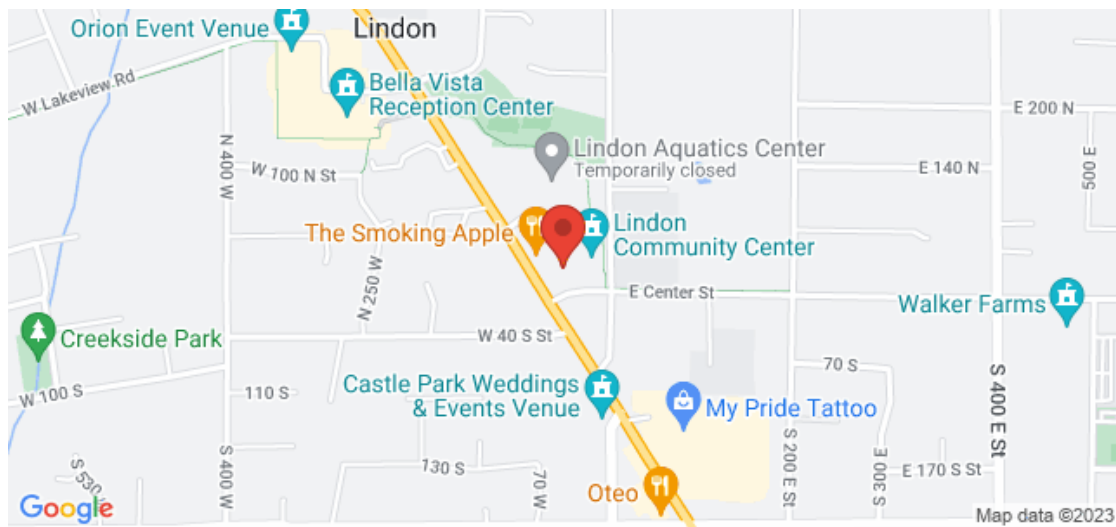 Orion Event Venue
Lindon
W Lakeview Rd
Bella Vista
Reception Center
E 200 N
N 400 W
W 100 N St
Lindon Aquatics Center
Temporarily closed
E 140 N
500 E
The Smoking Apple
Lindon
Community Center
N 250 W
E Center St
Walker Farms
Creekside Park
W 40 S St
W 100 S
110 S
Castle Park Weddings
& Events Venue
My Pride Tattoo
70 S
S 400 E St
S 530 W
S 400 W
130 S
70 W
Oteo
S 200 E St
S 300 E
E 170 S St
Google
Map data ©2023